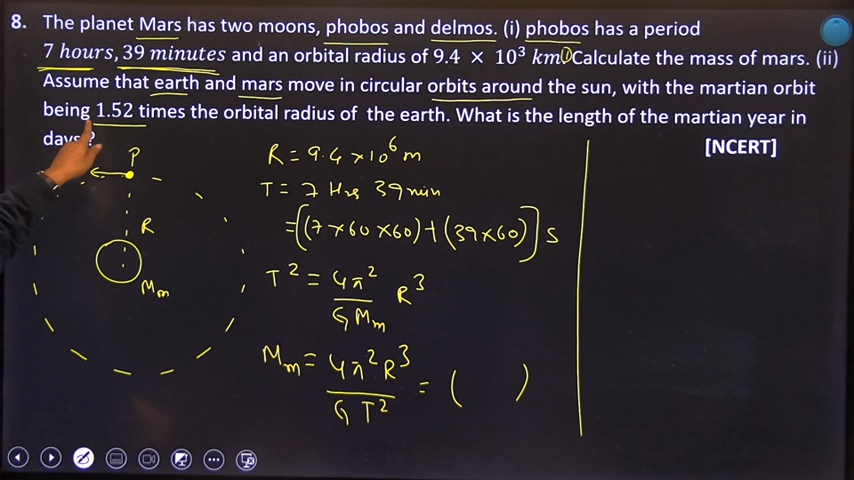 8. The planet Mars has two moons, phobos and delmos. (i) phobos has a period
7 hours, 39 minutes and an orbital radius of 9.4 × 10³ km. Calculate the mass of mars. (ii)
Assume that earth and mars move in circular orbits around the sun, with the martian orbit
being 1.52 times the orbital radius of the earth. What is the length of the martian year in
days?
[NCERT]
P
R
Mₘ
R = 9.4 × 10⁶ m
T = 7 Hrs 39 min
= [(7 × 60 × 60) + (39 × 60)] s
T² = 4π² / G Mₘ R³
Mₘ = 4π² R³ / G T² = ( )